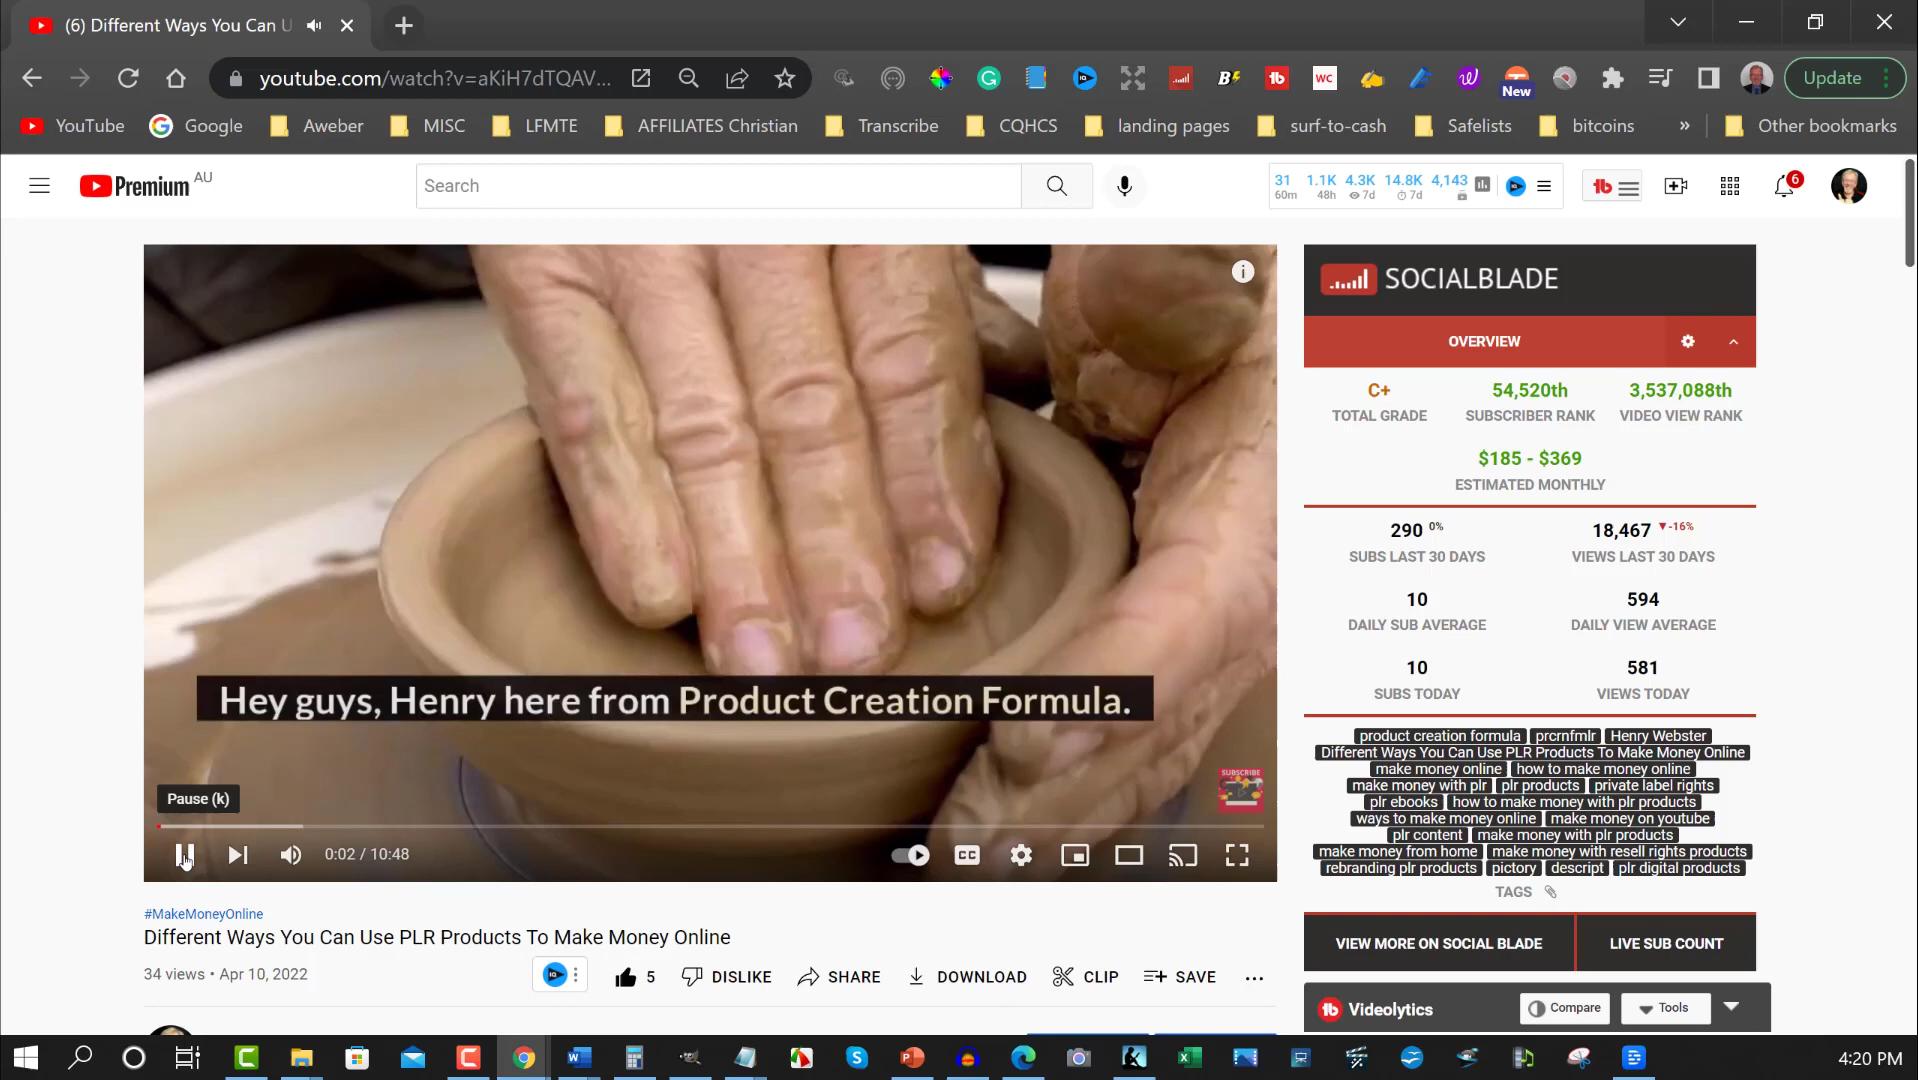 (6) Different Ways You Can U
youtube.com/watch?v=aKiH7dTQAV...
New
Update
YouTube
Google
Aweber
MISC
LFMTE
AFFILIATES Christian
Transcribe
CQHCS
landing pages
surf-to-cash
Safelists
bitcoins
»
Other bookmarks
Premium AU
Search
31 1.1K 4.3K 14.8K 4,143
60m 48h 7d 7d
6
SOCIALBLADE
OVERVIEW
C+ 54,520th 3,537,088th
TOTAL GRADE SUBSCRIBER RANK VIDEO VIEW RANK
$185 - $369
ESTIMATED MONTHLY
290 0% 18,467 ▼-16%
SUBS LAST 30 DAYS VIEWS LAST 30 DAYS
10 594
DAILY SUB AVERAGE DAILY VIEW AVERAGE
10 581
SUBS TODAY VIEWS TODAY
product creation formula prcrnfmlr Henry Webster
Different Ways You Can Use PLR Products To Make Money Online
make money online how to make money online
make money with plr plr products private label rights
plr ebooks how to make money with plr products
ways to make money online make money on youtube
plr content make money with plr products
make money from home make money with resell rights products
rebranding plr products pictory descript plr digital products
TAGS
VIEW MORE ON SOCIAL BLADE LIVE SUB COUNT
tb Videolytics Compare Tools
Hey guys, Henry here from Product Creation Formula.
SUBSCRIBE
Pause (k)
0:02 / 10:48
CC
#MakeMoneyOnline
Different Ways You Can Use PLR Products To Make Money Online
34 views • Apr 10, 2022
5 DISLIKE SHARE DOWNLOAD CLIP SAVE ...
4:20 PM